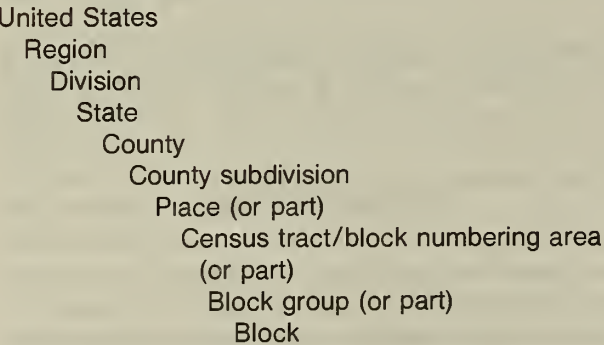 United States
Region
Division
State
County
County subdivision
Place (or part)
Census tract/block numbering area
(or part)
Block group (or part)
Block